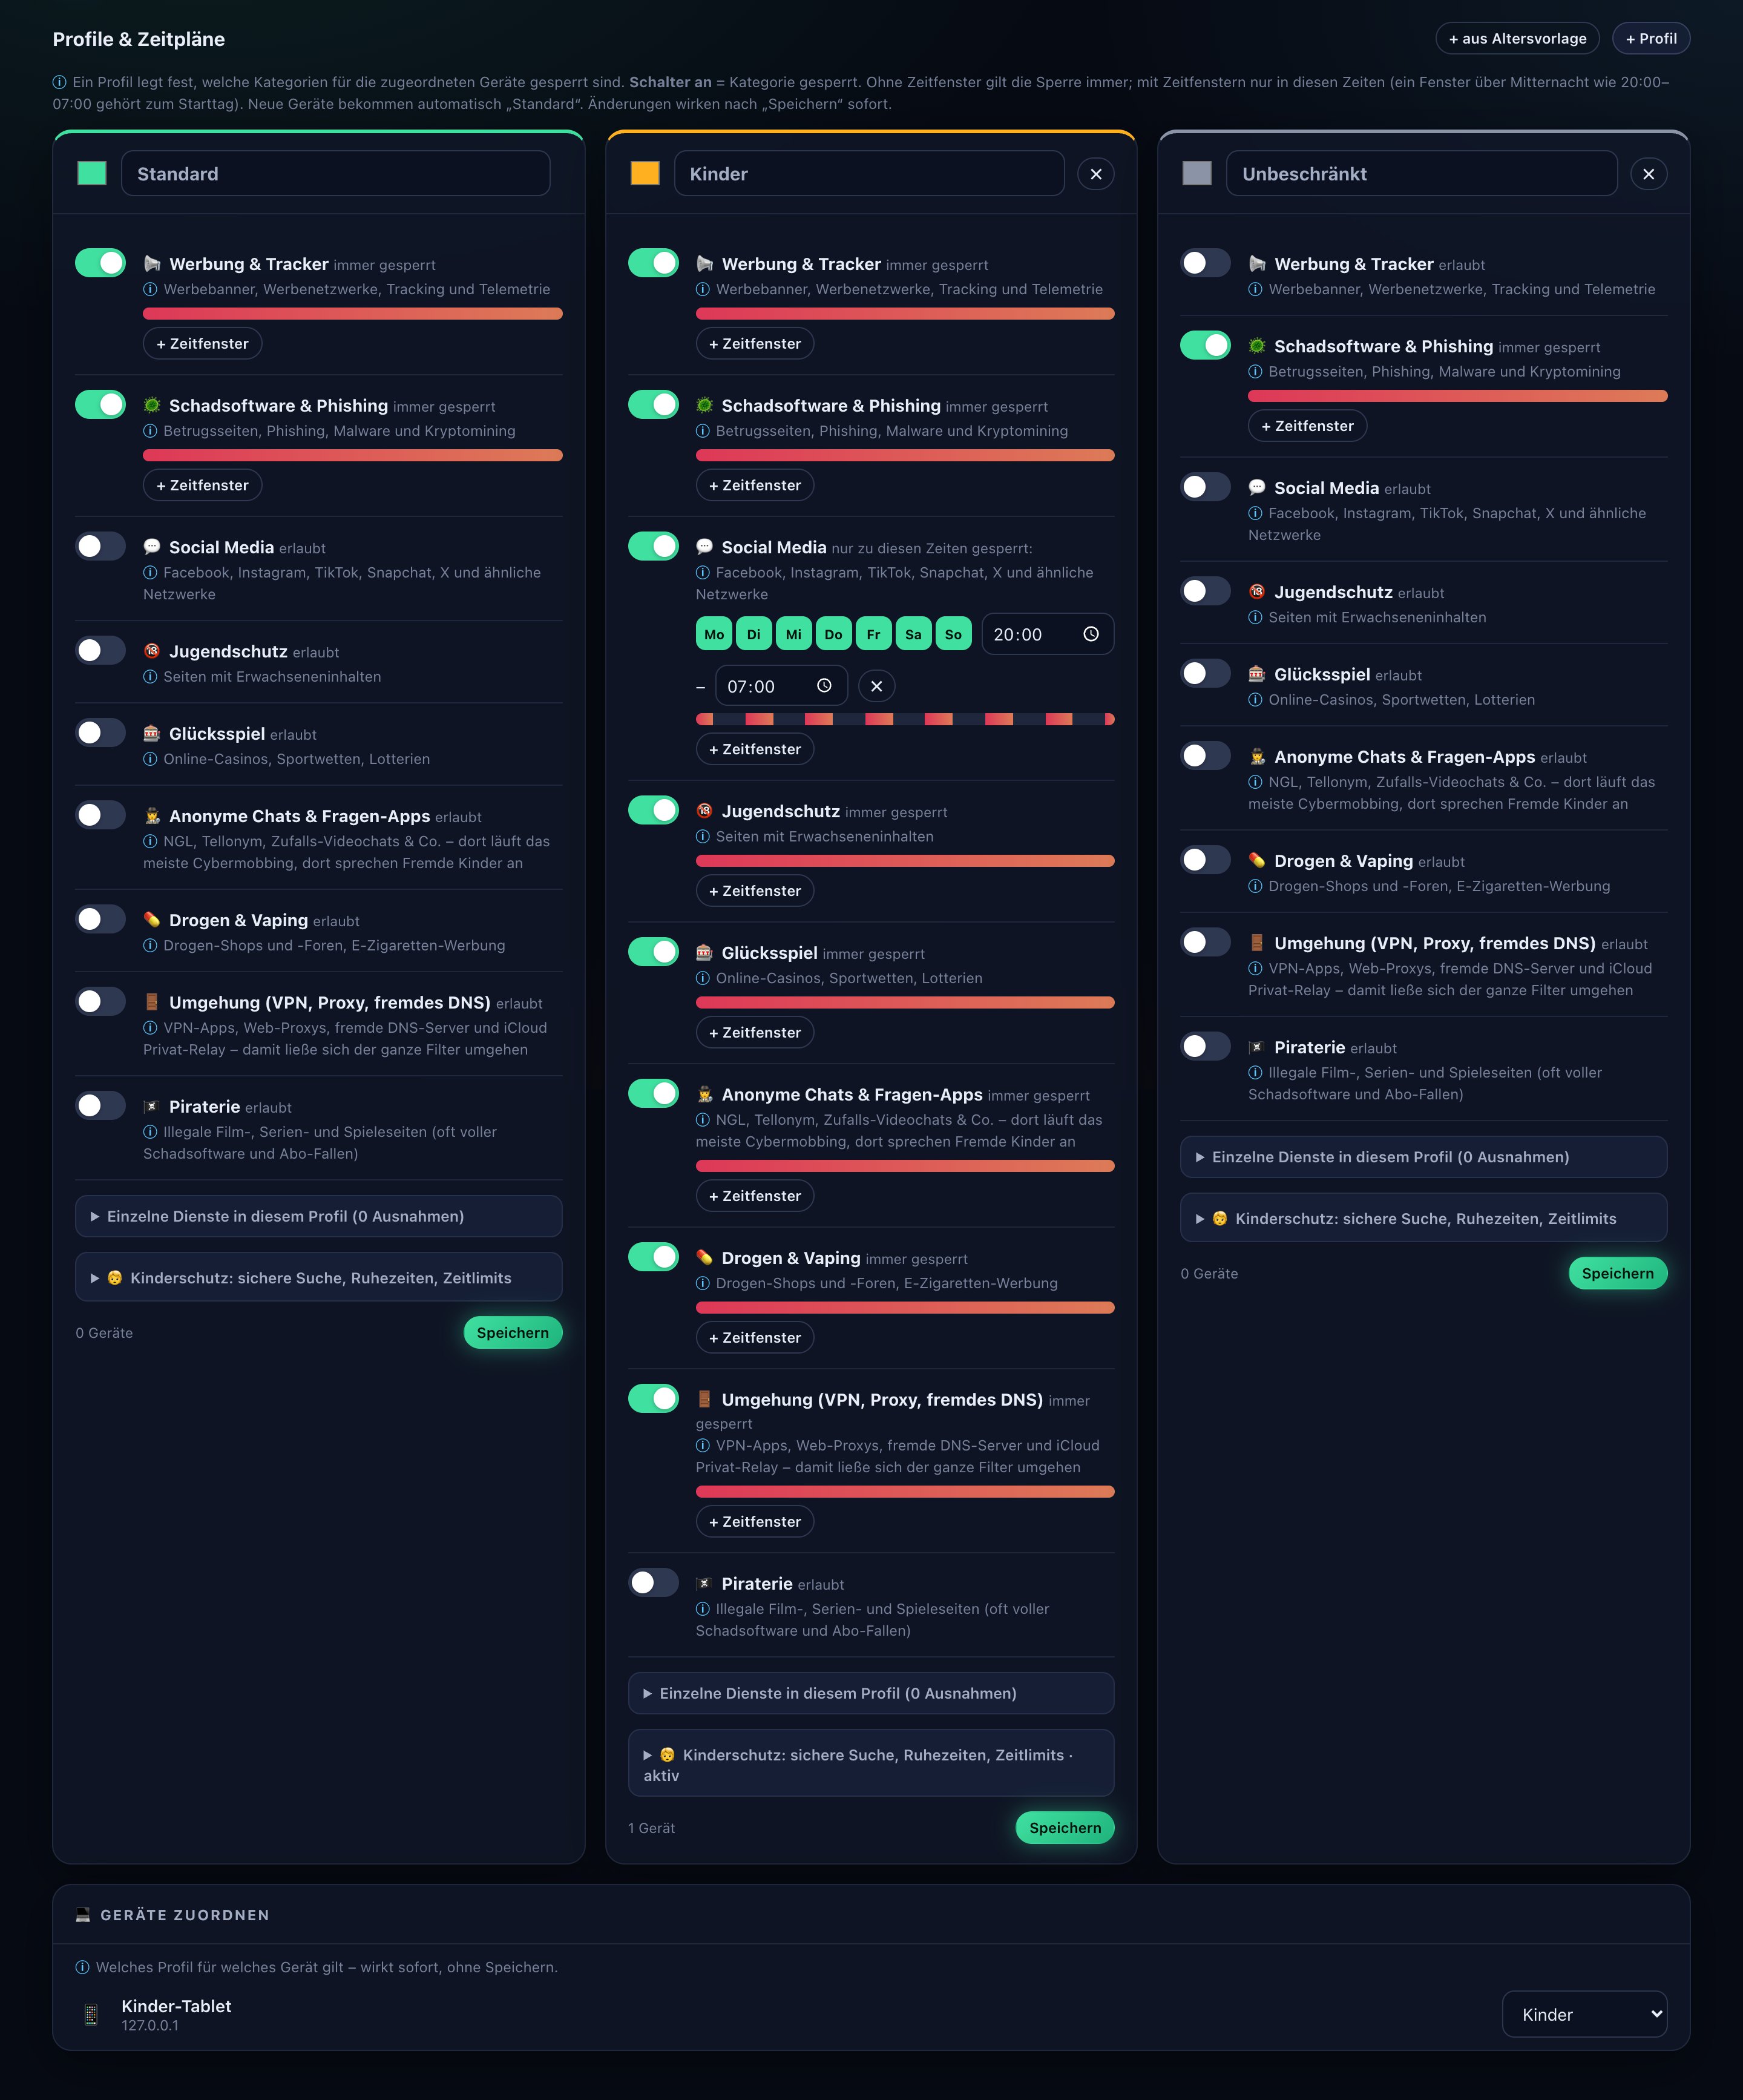 Profile & Zeitpläne
+ aus Altersvorlage
+ Profil
ⓘ Ein Profil legt fest, welche Kategorien für die zugeordneten Geräte gesperrt sind. Schalter an = Kategorie gesperrt. Ohne Zeitfenster gilt die Sperre immer; mit Zeitfenstern nur in diesen Zeiten (ein Fenster über Mitternacht wie 20:00–
07:00 gehört zum Starttag). Neue Geräte bekommen automatisch „Standard“. Änderungen wirken nach „Speichern“ sofort.
Standard
Werbung & Tracker immer gesperrt
ⓘ Werbebanner, Werbenetzwerke, Tracking und Telemetrie
+ Zeitfenster
Schadsoftware & Phishing immer gesperrt
ⓘ Betrugsseiten, Phishing, Malware und Kryptomining
+ Zeitfenster
Social Media erlaubt
ⓘ Facebook, Instagram, TikTok, Snapchat, X und ähnliche
Netzwerke
Jugendschutz erlaubt
ⓘ Seiten mit Erwachseneninhalten
Glücksspiel erlaubt
ⓘ Online-Casinos, Sportwetten, Lotterien
Anonyme Chats & Fragen-Apps erlaubt
ⓘ NGL, Tellonym, Zufalls-Videochats & Co. – dort läuft das
meiste Cybermobbing, dort sprechen Fremde Kinder an
Drogen & Vaping erlaubt
ⓘ Drogen-Shops und -Foren, E-Zigaretten-Werbung
Umgehung (VPN, Proxy, fremdes DNS) erlaubt
ⓘ VPN-Apps, Web-Proxys, fremde DNS-Server und iCloud
Privat-Relay – damit ließe sich der ganze Filter umgehen
Piraterie erlaubt
ⓘ Illegale Film-, Serien- und Spieleseiten (oft voller
Schadsoftware und Abo-Fallen)
▶ Einzelne Dienste in diesem Profil (0 Ausnahmen)
▶ Kinderschutz: sichere Suche, Ruhezeiten, Zeitlimits
0 Geräte
Speichern
Kinder
✕
Werbung & Tracker immer gesperrt
ⓘ Werbebanner, Werbenetzwerke, Tracking und Telemetrie
+ Zeitfenster
Schadsoftware & Phishing immer gesperrt
ⓘ Betrugsseiten, Phishing, Malware und Kryptomining
+ Zeitfenster
Social Media nur zu diesen Zeiten gesperrt:
ⓘ Facebook, Instagram, TikTok, Snapchat, X und ähnliche
Netzwerke
Mo Di Mi Do Fr Sa So 20:00
– 07:00 ✕
+ Zeitfenster
Jugendschutz immer gesperrt
ⓘ Seiten mit Erwachseneninhalten
+ Zeitfenster
Glücksspiel immer gesperrt
ⓘ Online-Casinos, Sportwetten, Lotterien
+ Zeitfenster
Anonyme Chats & Fragen-Apps immer gesperrt
ⓘ NGL, Tellonym, Zufalls-Videochats & Co. – dort läuft das
meiste Cybermobbing, dort sprechen Fremde Kinder an
+ Zeitfenster
Drogen & Vaping immer gesperrt
ⓘ Drogen-Shops und -Foren, E-Zigaretten-Werbung
+ Zeitfenster
Umgehung (VPN, Proxy, fremdes DNS) immer
gesperrt
ⓘ VPN-Apps, Web-Proxys, fremde DNS-Server und iCloud
Privat-Relay – damit ließe sich der ganze Filter umgehen
+ Zeitfenster
Piraterie erlaubt
ⓘ Illegale Film-, Serien- und Spieleseiten (oft voller
Schadsoftware und Abo-Fallen)
▶ Einzelne Dienste in diesem Profil (0 Ausnahmen)
▶ Kinderschutz: sichere Suche, Ruhezeiten, Zeitlimits ·
aktiv
1 Gerät
Speichern
Unbeschränkt
✕
Werbung & Tracker erlaubt
ⓘ Werbebanner, Werbenetzwerke, Tracking und Telemetrie
Schadsoftware & Phishing immer gesperrt
ⓘ Betrugsseiten, Phishing, Malware und Kryptomining
+ Zeitfenster
Social Media erlaubt
ⓘ Facebook, Instagram, TikTok, Snapchat, X und ähnliche
Netzwerke
Jugendschutz erlaubt
ⓘ Seiten mit Erwachseneninhalten
Glücksspiel erlaubt
ⓘ Online-Casinos, Sportwetten, Lotterien
Anonyme Chats & Fragen-Apps erlaubt
ⓘ NGL, Tellonym, Zufalls-Videochats & Co. – dort läuft das
meiste Cybermobbing, dort sprechen Fremde Kinder an
Drogen & Vaping erlaubt
ⓘ Drogen-Shops und -Foren, E-Zigaretten-Werbung
Umgehung (VPN, Proxy, fremdes DNS) erlaubt
ⓘ VPN-Apps, Web-Proxys, fremde DNS-Server und iCloud
Privat-Relay – damit ließe sich der ganze Filter umgehen
Piraterie erlaubt
ⓘ Illegale Film-, Serien- und Spieleseiten (oft voller
Schadsoftware und Abo-Fallen)
▶ Einzelne Dienste in diesem Profil (0 Ausnahmen)
▶ Kinderschutz: sichere Suche, Ruhezeiten, Zeitlimits
0 Geräte
Speichern
GERÄTE ZUORDNEN
ⓘ Welches Profil für welches Gerät gilt – wirkt sofort, ohne Speichern.
Kinder-Tablet
127.0.0.1
Kinder